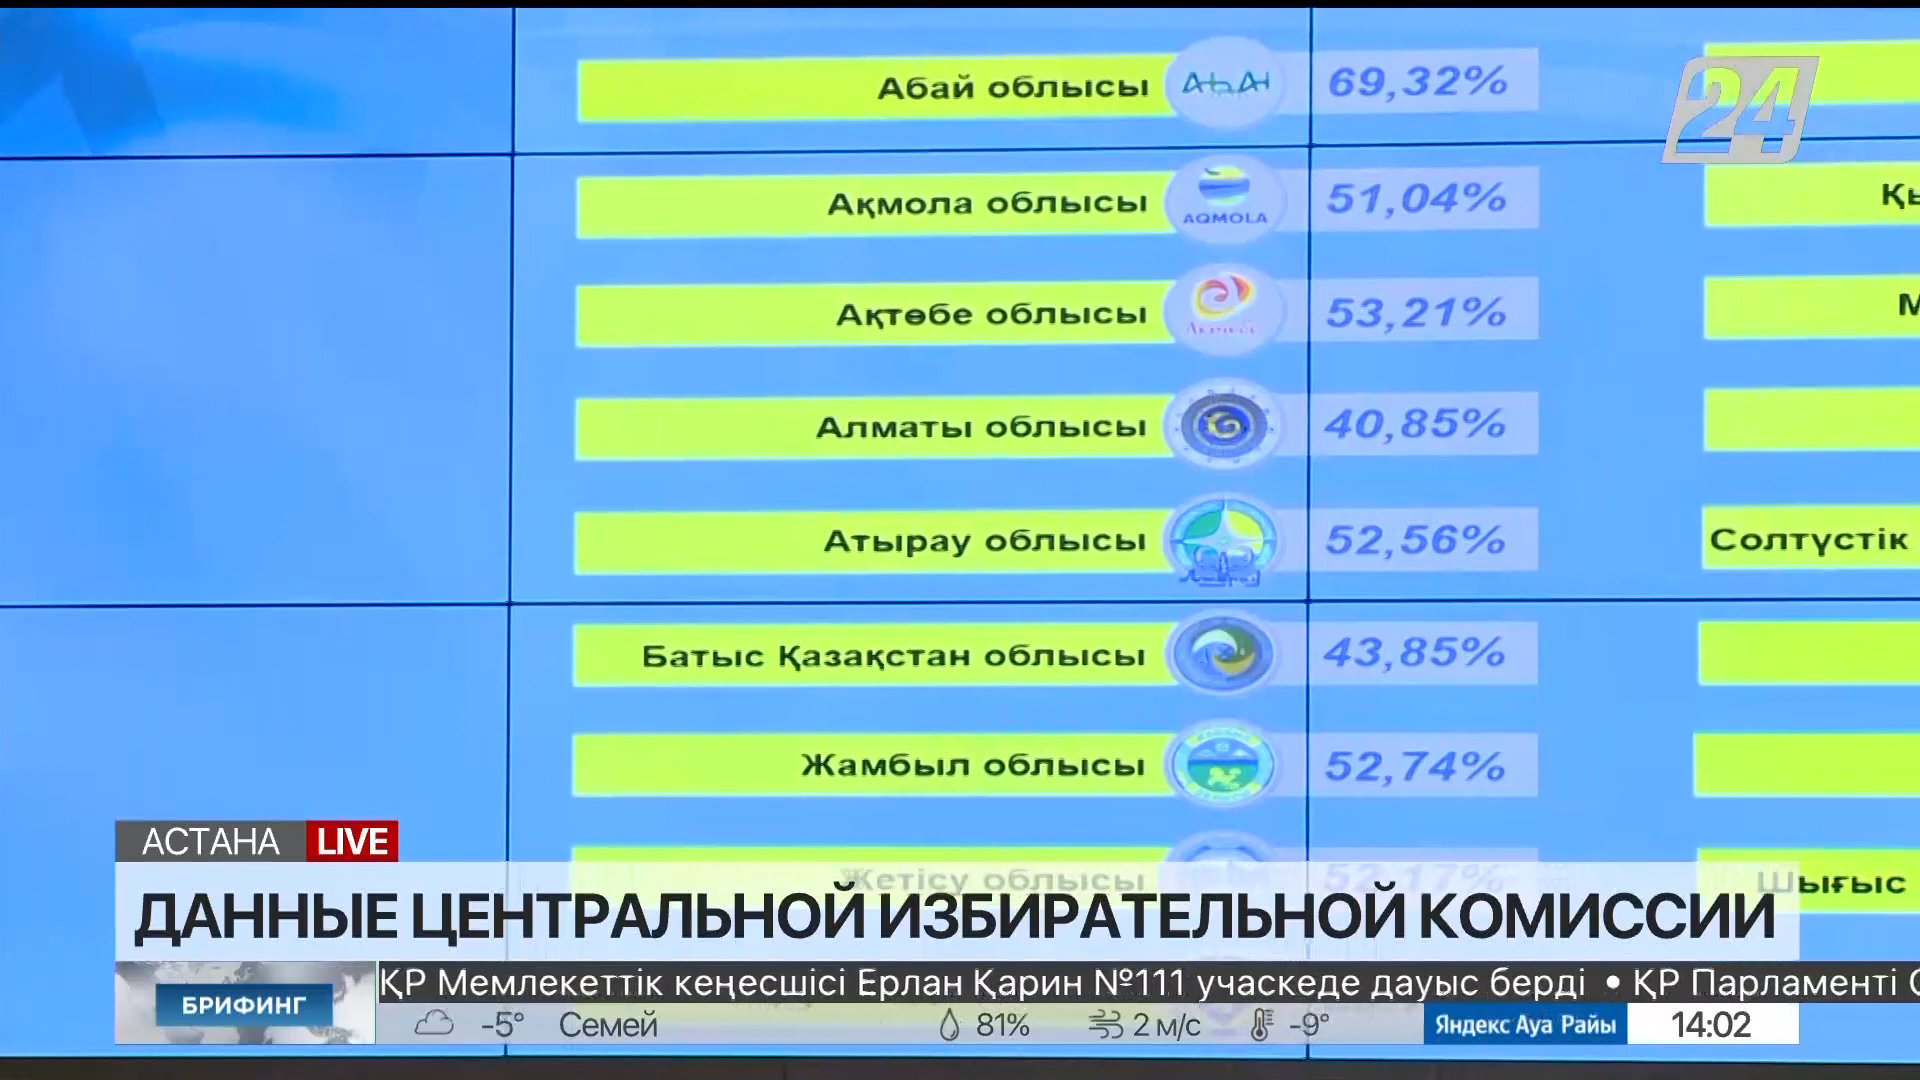 Абай облысы 69,32%
24
Ақмола облысы AQMOLA 51,04%
Қы
Ақтөбе облысы 53,21%
М
Алматы облысы 40,85%
Атырау облысы 52,56%
Солтүстік
Батыс Қазақстан облысы 43,85%
Жамбыл облысы 52,74%
Жетісу облысы 52,17%
Шығыс
АСТАНА LIVE
ДАННЫЕ ЦЕНТРАЛЬНОЙ ИЗБИРАТЕЛЬНОЙ КОМИССИИ
БРИФИНГ
ҚР Мемлекеттік кеңесшісі Ерлан Қарин №111 учаскеде дауыс берді • ҚР Парламенті
-5° Семей 81% 2 м/с -9° Яндекс Ауа Райы 14:02